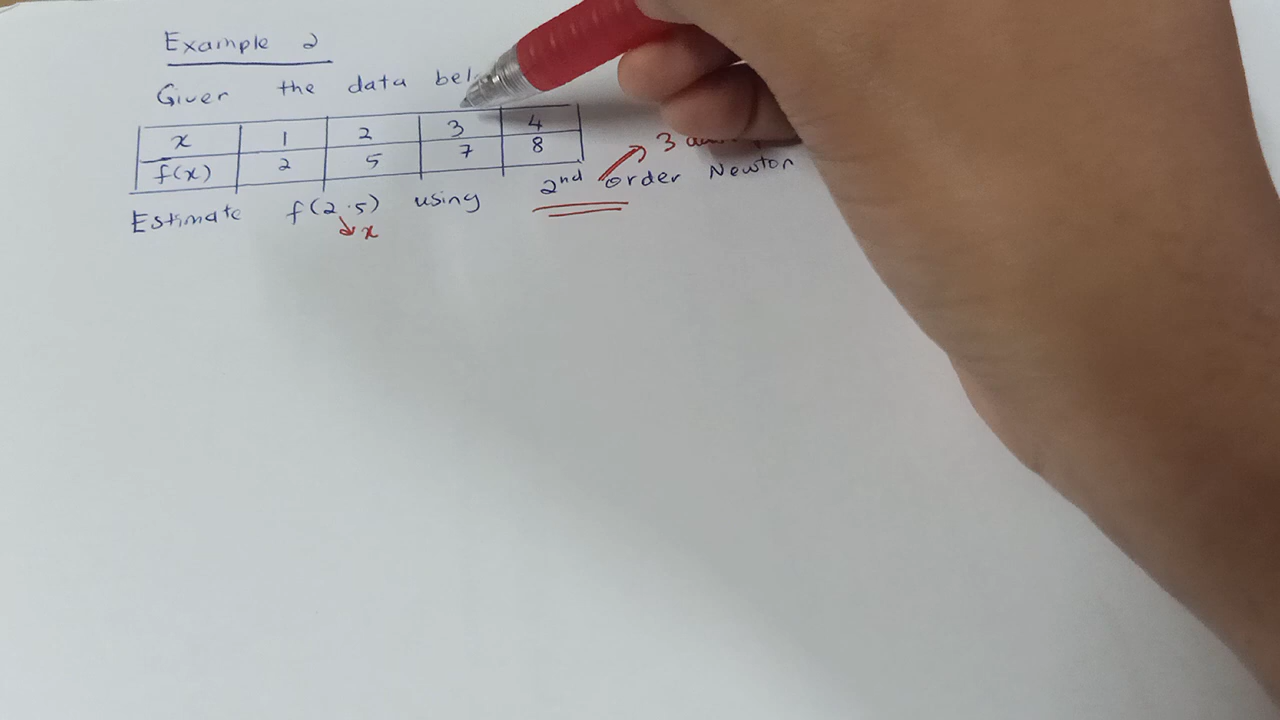 Example 2
Given the data
x 1 2 3 4
f(x) 2 5 7 8
3
Estimate f(2.5) using 2nd order Newton
x